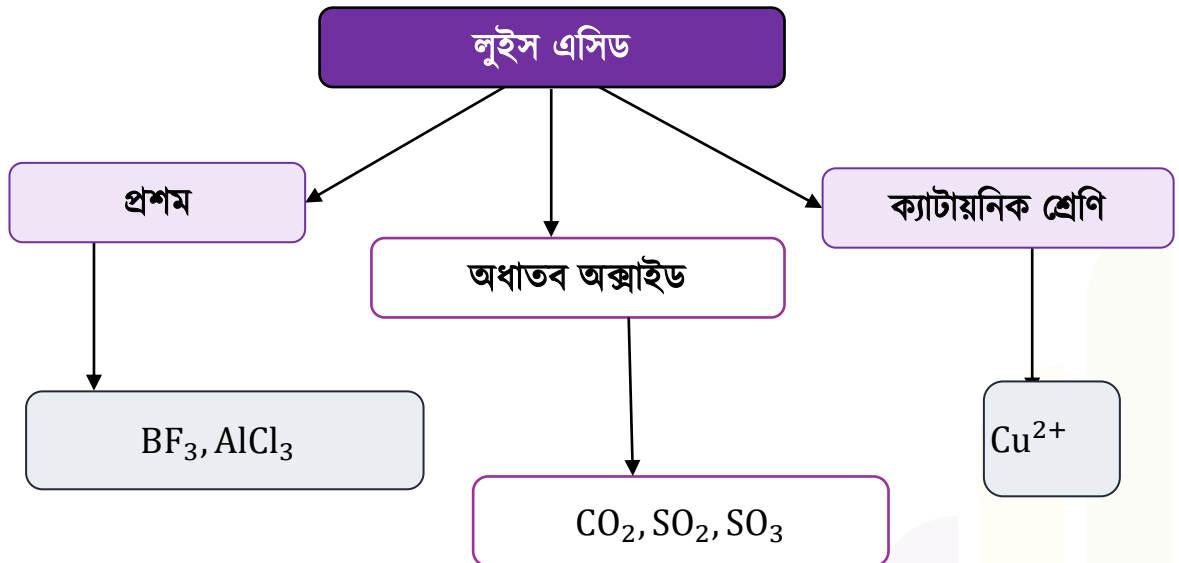 লুইস এসিড
প্রশম
অধাতব অক্সাইড
ক্যাটায়নিক শ্রেণি
BF₃, AlCl₃
CO₂, SO₂, SO₃
Cu²⁺